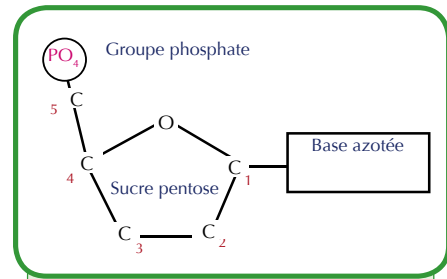 PO4 Groupe phosphate
5 C
O
C 4
C 1
Base azotée
Sucre pentose
C 3
C 2